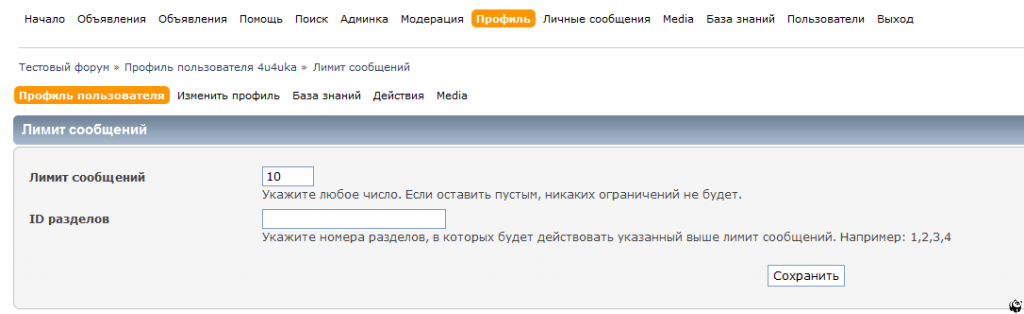 Начало Объявления Объявления Помощь Поиск Админка Модерация Профиль Личные сообщения Media База знаний Пользователи Выход
Тестовый форум » Профиль пользователя 4u4uka » Лимит сообщений
Профиль пользователя Изменить профиль База знаний Действия Media
Лимит сообщений
Лимит сообщений 10
Укажите любое число. Если оставить пустым, никаких ограничений не будет.
ID разделов
Укажите номера разделов, в которых будет действовать указанный выше лимит сообщений. Например: 1,2,3,4
Сохранить